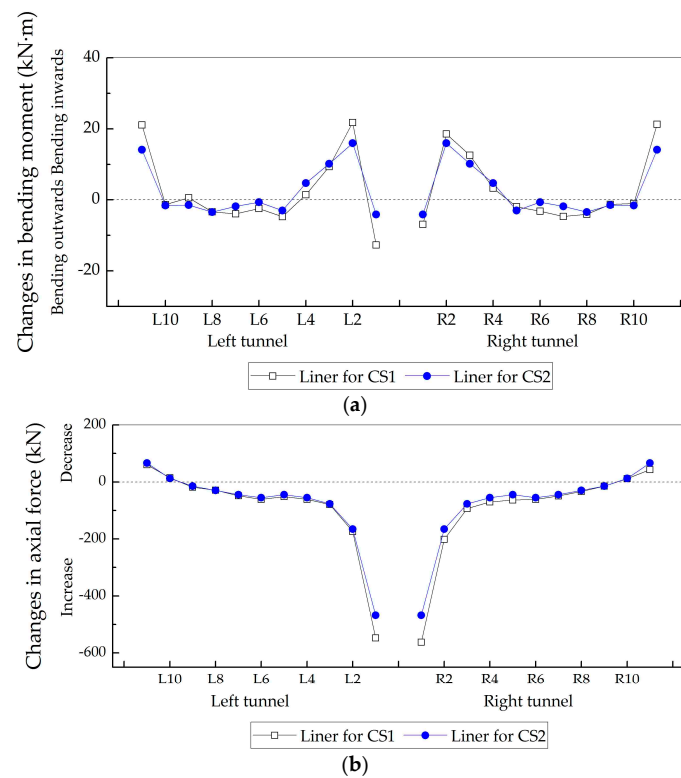 Changes in bending moment (kN·m)
Bending outwards Bending inwards
40
20
0
-20
L10 L8 L6 L4 L2 R2 R4 R6 R8 R10
Left tunnel Right tunnel
Liner for CS1 Liner for CS2
(a)
Changes in axial force (kN)
Increase Decrease
200
0
-200
-400
-600
L10 L8 L6 L4 L2 R2 R4 R6 R8 R10
Left tunnel Right tunnel
Liner for CS1 Liner for CS2
(b)